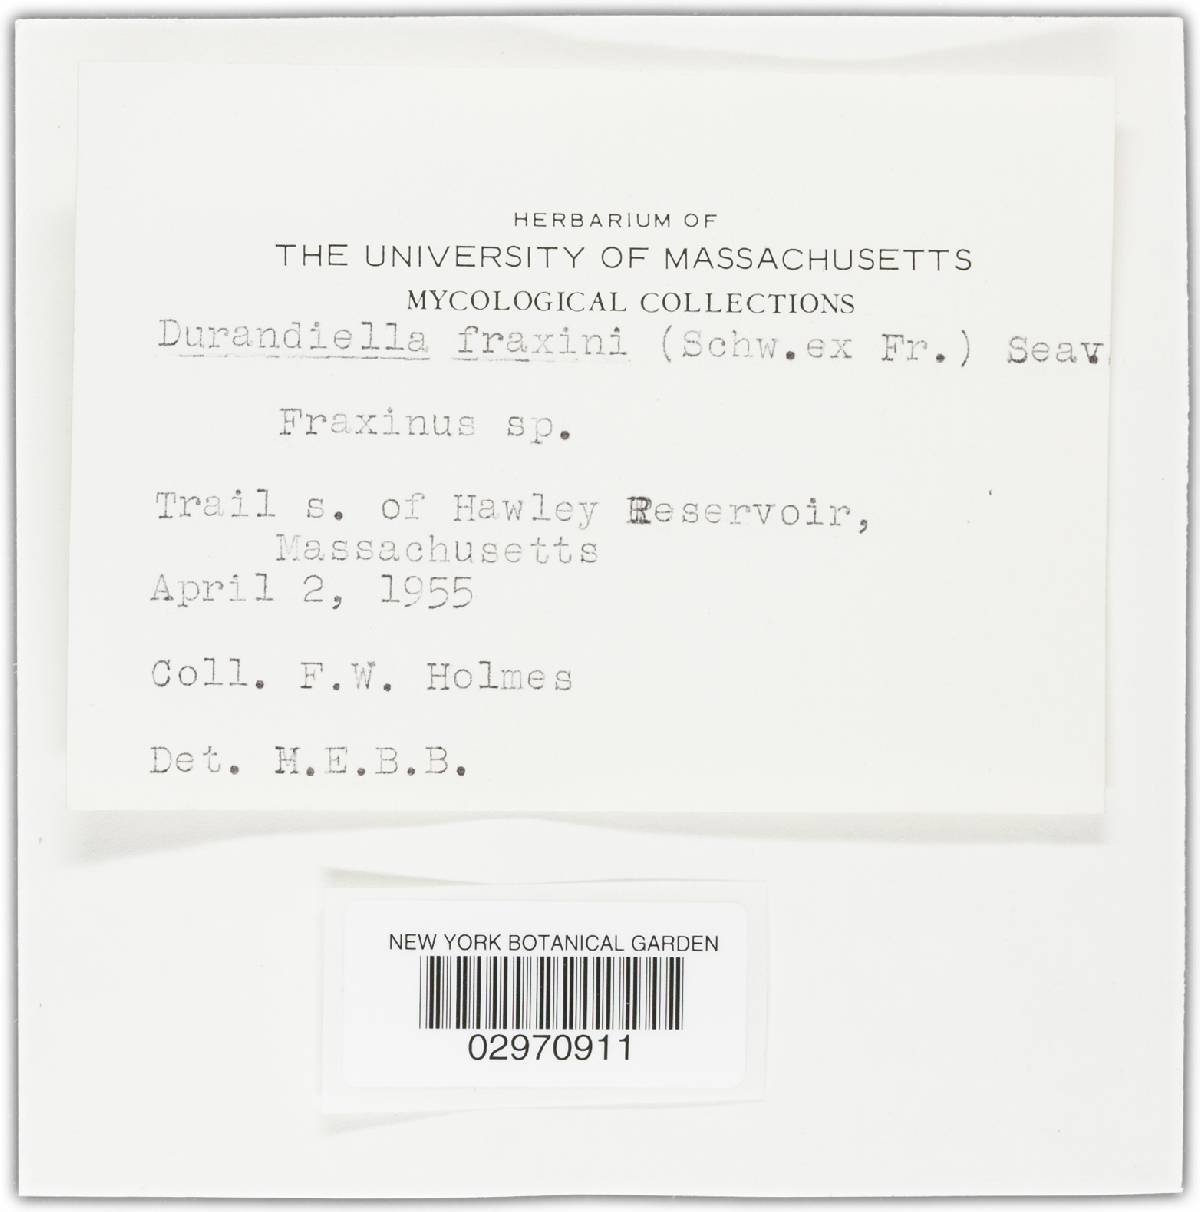 HERBARIUM OF
THE UNIVERSITY OF MASSACHUSETTS
MYCOLOGICAL COLLECTIONS
Durandiella fraxini (Schw.ex Fr.) Seav.
Fraxinus sp.
Trail s. of Hawley Reservoir,
Massachusetts
April 2, 1955
Coll. F.W. Holmes
Det. M.E.B.B.
NEW YORK BOTANICAL GARDEN
02970911